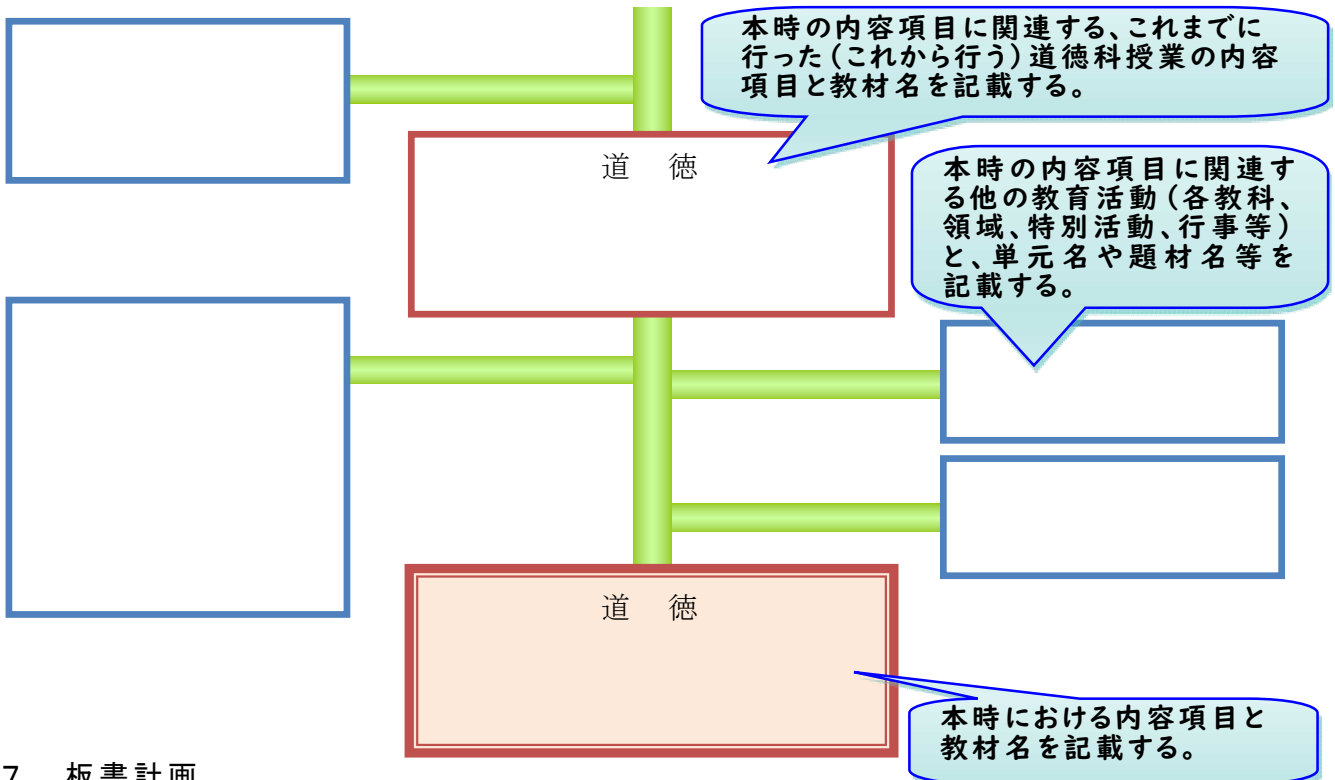 本時の内容項目に関連する、これまでに
行った(これから行う)道徳科授業の内容
項目と教材名を記載する。
道　徳
本時の内容項目に関連す
る他の教育活動(各教科、
領域、特別活動、行事等)
と、単元名や題材名等を
記載する。
道　徳
本時における内容項目と
教材名を記載する。
７　板書計画